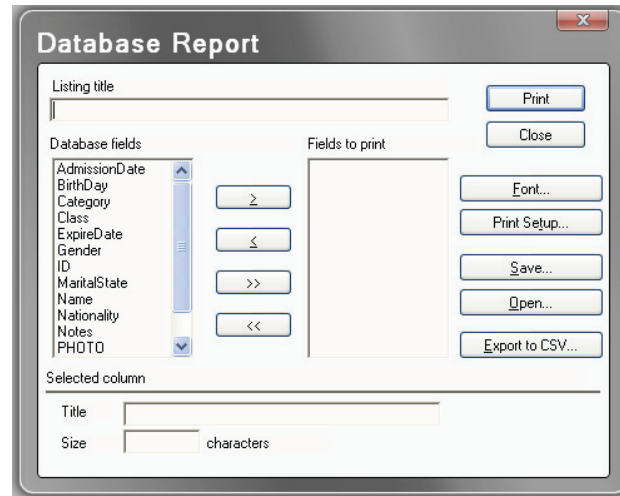 Database Report
Listing title
Print
Close
Database fields
Fields to print
AdmissionDate
BirthDay
Category
Class
ExpireDate
Gender
ID
MaritalState
Name
Nationality
Notes
PHOTO
>
<
>>
<<
Font...
Print Setup...
Save...
Open...
Export to CSV...
Selected column
Title
Size characters